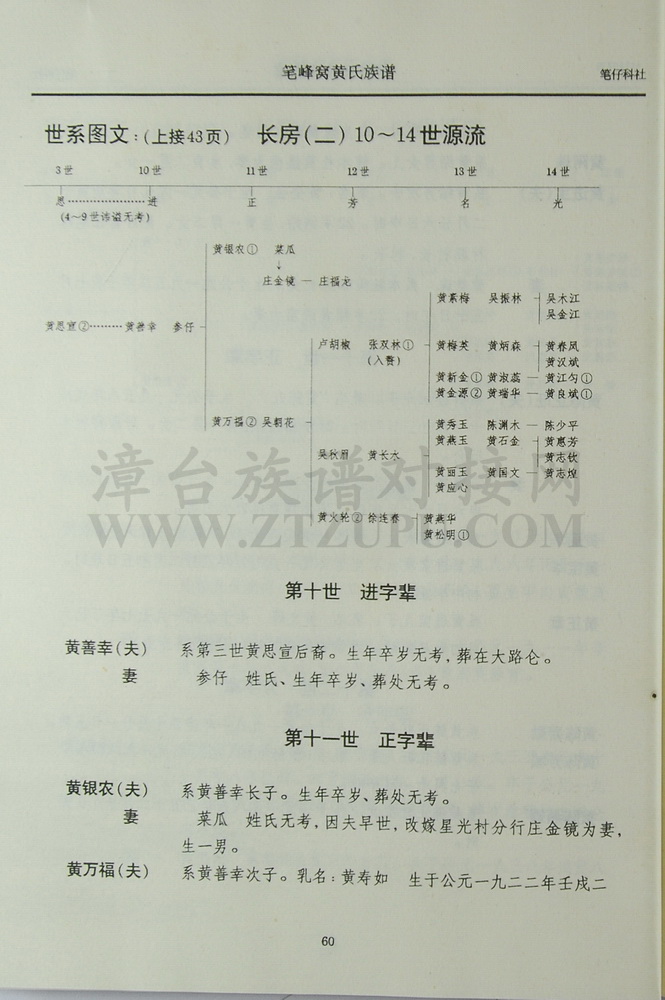 笔峰窝黄氏族谱 笔仔科社
世系图文:(上接43页) 长房(二) 10～14世源流
3世 10世 11世 12世 13世 14世
思………………进 正 芳 名 光
(4～9世讳谥无考)
黄银农① 菜瓜
↓
庄金镜 — 庄福龙
黄素梅 吴振林 吴木江
吴金江
黄思宣②………黄善幸 参仔
卢胡椒 张双林① 黄梅英 黄炳森 黄春凤
(入赘) 黄汉斌
黄新金① 黄淑蕊 — 黄江匀①
黄金源② 黄瑞华 — 黄良斌①
黄万福② 吴朝花 黄秀玉 陈渊木 — 陈少平
黄燕玉 黄石金 黄惠芳
吴秋眉 黄长水 黄志钦
黄丽玉 黄国文 — 黄志煌
黄应心
黄火轮② 徐连春 黄燕华
黄松明①
漳台族谱对接网
WWW.ZTZUPU.COM
第十世 进字辈
黄善幸(夫) 系第三世黄思宣后裔。生年卒岁无考,葬在大路仑。
妻 参仔 姓氏、生年卒岁、葬处无考。
第十一世 正字辈
黄银农(夫) 系黄善幸长子。生年卒岁、葬处无考。
妻 菜瓜 姓氏无考,因夫早世,改嫁星光村分行庄金镜为妻,
生一男。
黄万福(夫) 系黄善幸次子。乳名:黄寿如 生于公元一九二二年壬戌二
60